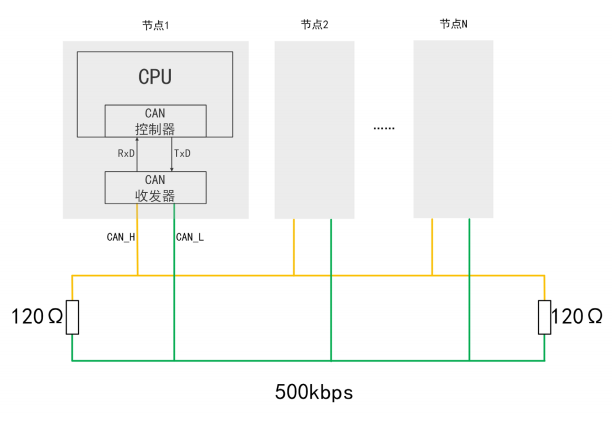 节点1
节点2
节点N
CPU
CAN
控制器
RxD
TxD
CAN
收发器
......
CAN_H
CAN_L
120Ω
120Ω
500kbps